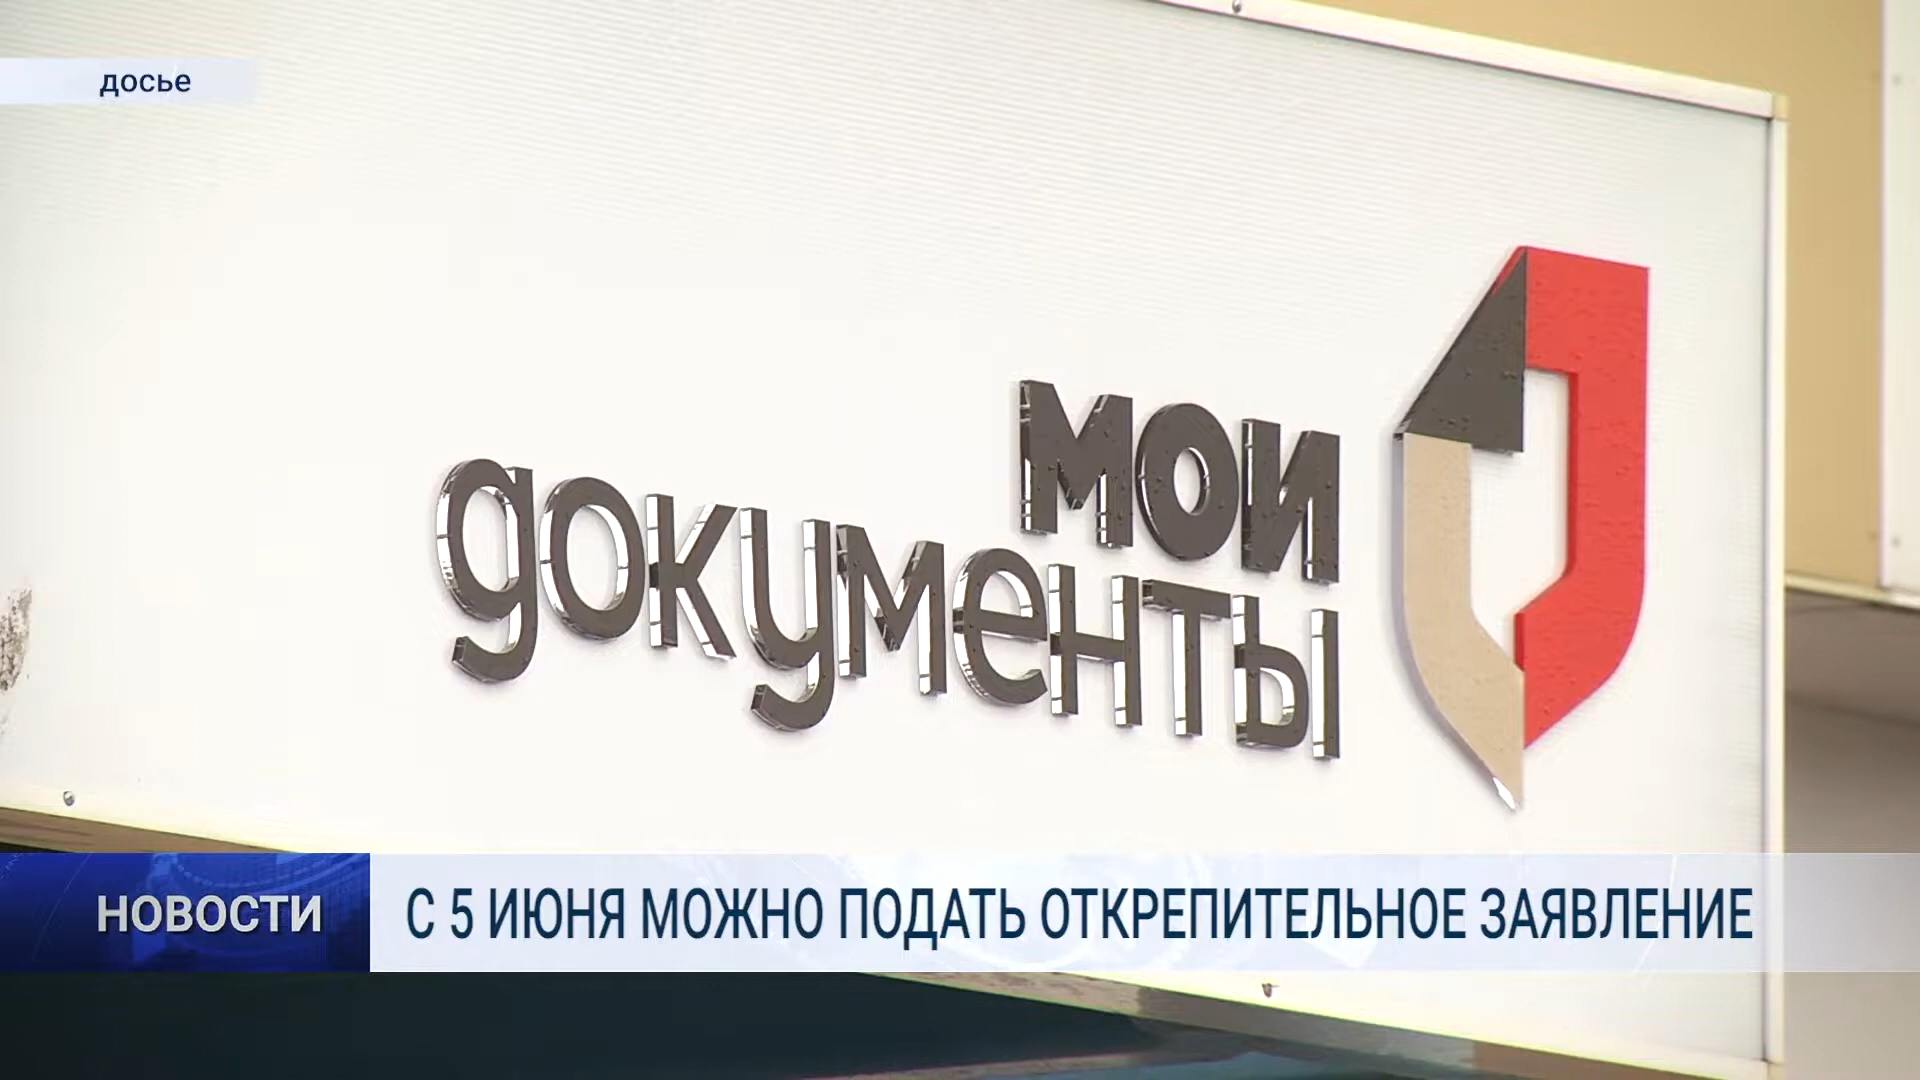 досье
мои
документы
НОВОСТИ
С 5 ИЮНЯ МОЖНО ПОДАТЬ ОТКРЕПИТЕЛЬНОЕ ЗАЯВЛЕНИЕ